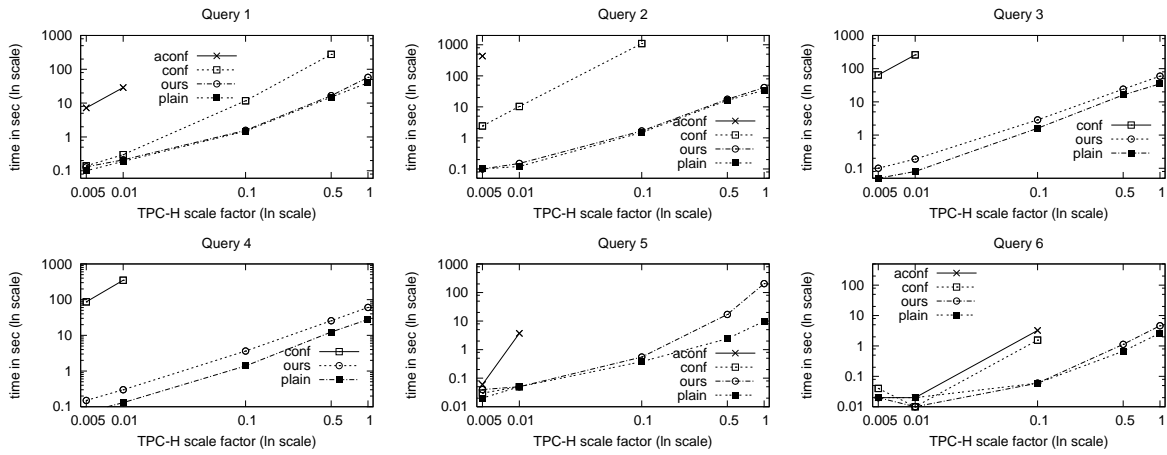 Query 1
time in sec (ln scale)
1000
100
10
1
0.1
aconf
conf
ours
plain
0.005 0.01 0.1 0.5 1
TPC-H scale factor (ln scale)
Query 2
time in sec (ln scale)
1000
100
10
1
0.1
aconf
conf
ours
plain
0.005 0.01 0.1 0.5 1
TPC-H scale factor (ln scale)
Query 3
time in sec (ln scale)
1000
100
10
1
0.1
conf
ours
plain
0.005 0.01 0.1 0.5 1
TPC-H scale factor (ln scale)
Query 4
time in sec (ln scale)
1000
100
10
1
0.1
conf
ours
plain
0.005 0.01 0.1 0.5 1
TPC-H scale factor (ln scale)
Query 5
time in sec (ln scale)
1000
100
10
1
0.1
0.01
aconf
conf
ours
plain
0.005 0.01 0.1 0.5 1
TPC-H scale factor (ln scale)
Query 6
time in sec (ln scale)
100
10
1
0.1
0.01
aconf
conf
ours
plain
0.005 0.01 0.1 0.5 1
TPC-H scale factor (ln scale)